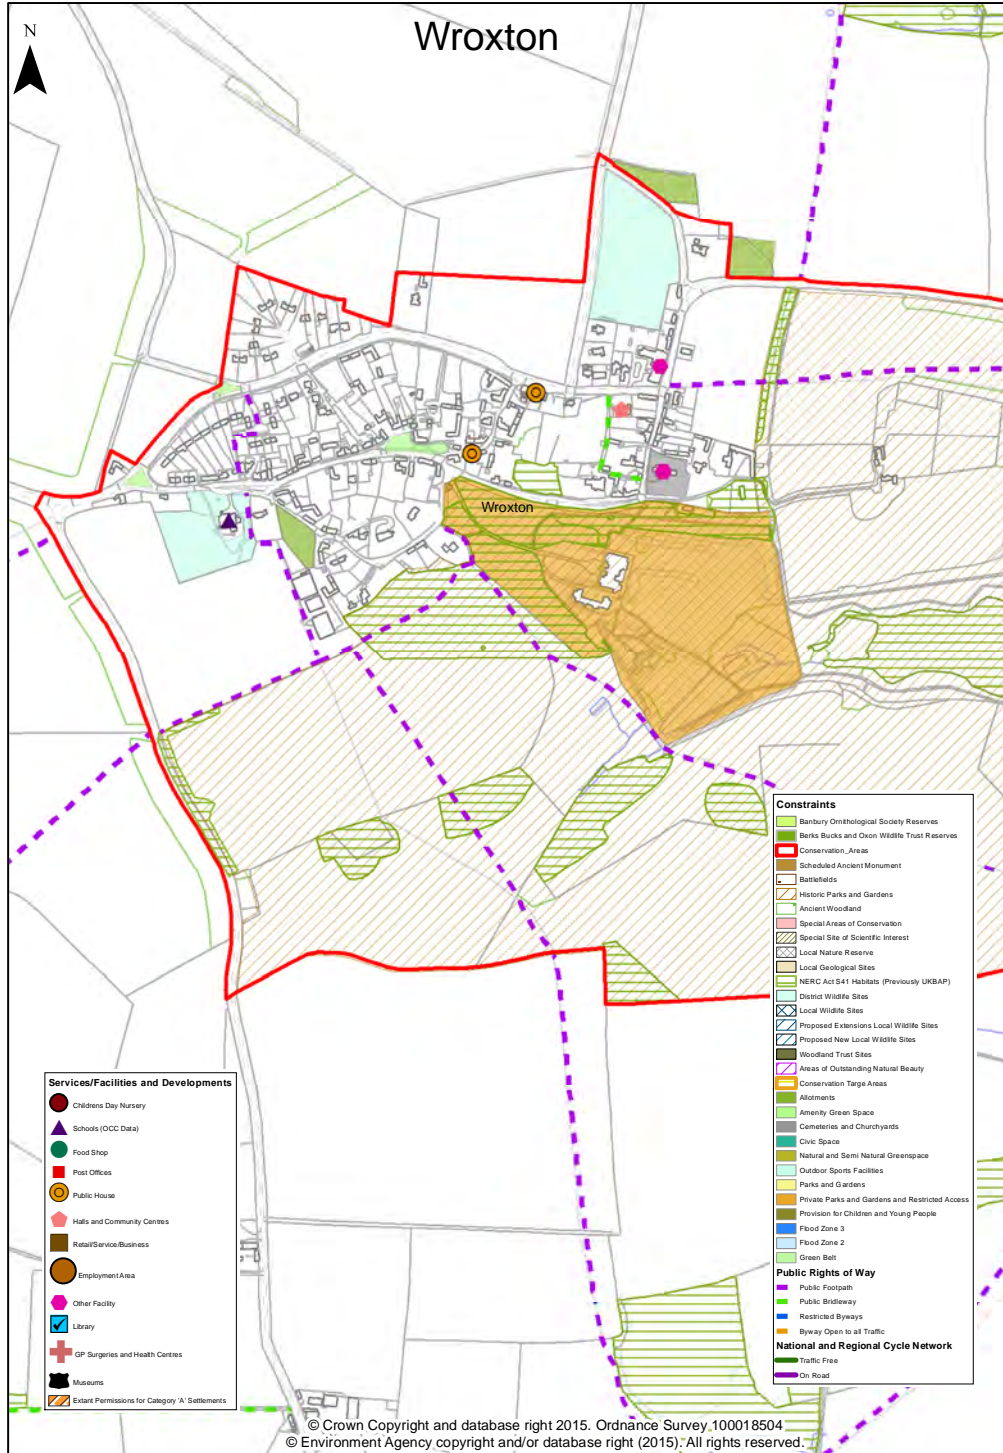 Wroxton
N
Wroxton
Constraints
Banbury Ornithological Society Reserves
Berks Bucks and Oxon Wildlife Trust Reserves
Conservation_Areas
Scheduled Ancient Monument
Battlefields
Historic Parks and Gardens
Ancient Woodland
Special Areas of Conservation
Special Site of Scientific Interest
Local Nature Reserve
Local Geological Sites
NERC Act S41 Habitats (Previously UKBAP)
District Wildlife Sites
Local Wildlife Sites
Proposed Extensions Local Wildlife Sites
Proposed New Local Wildlife Sites
Woodland Trust Sites
Areas of Outstanding Natural Beauty
Conservation Targe Areas
Allotments
Amenity Green Space
Cemeteries and Churchyards
Civic Space
Natural and Semi Natural Greenspace
Outdoor Sports Facilities
Parks and Gardens
Private Parks and Gardens and Restricted Access
Provision for Children and Young People
Flood Zone 3
Flood Zone 2
Green Belt
Public Rights of Way
Public Footpath
Public Bridleway
Restricted Byways
Byway Open to all Traffic
National and Regional Cycle Network
Traffic Free
On Road
Services/Facilities and Developments
Childrens Day Nursery
Schools (OCC Data)
Food Shop
Post Offices
Public House
Halls and Community Centres
Retail/Service/Business
Employment Area
Other Facility
Library
GP Surgeries and Health Centres
Museums
Extant Permissions for Category 'A' Settlements
© Crown Copyright and database right 2015. Ordnance Survey 100018504
© Environment Agency copyright and/or database right (2015). All rights reserved.